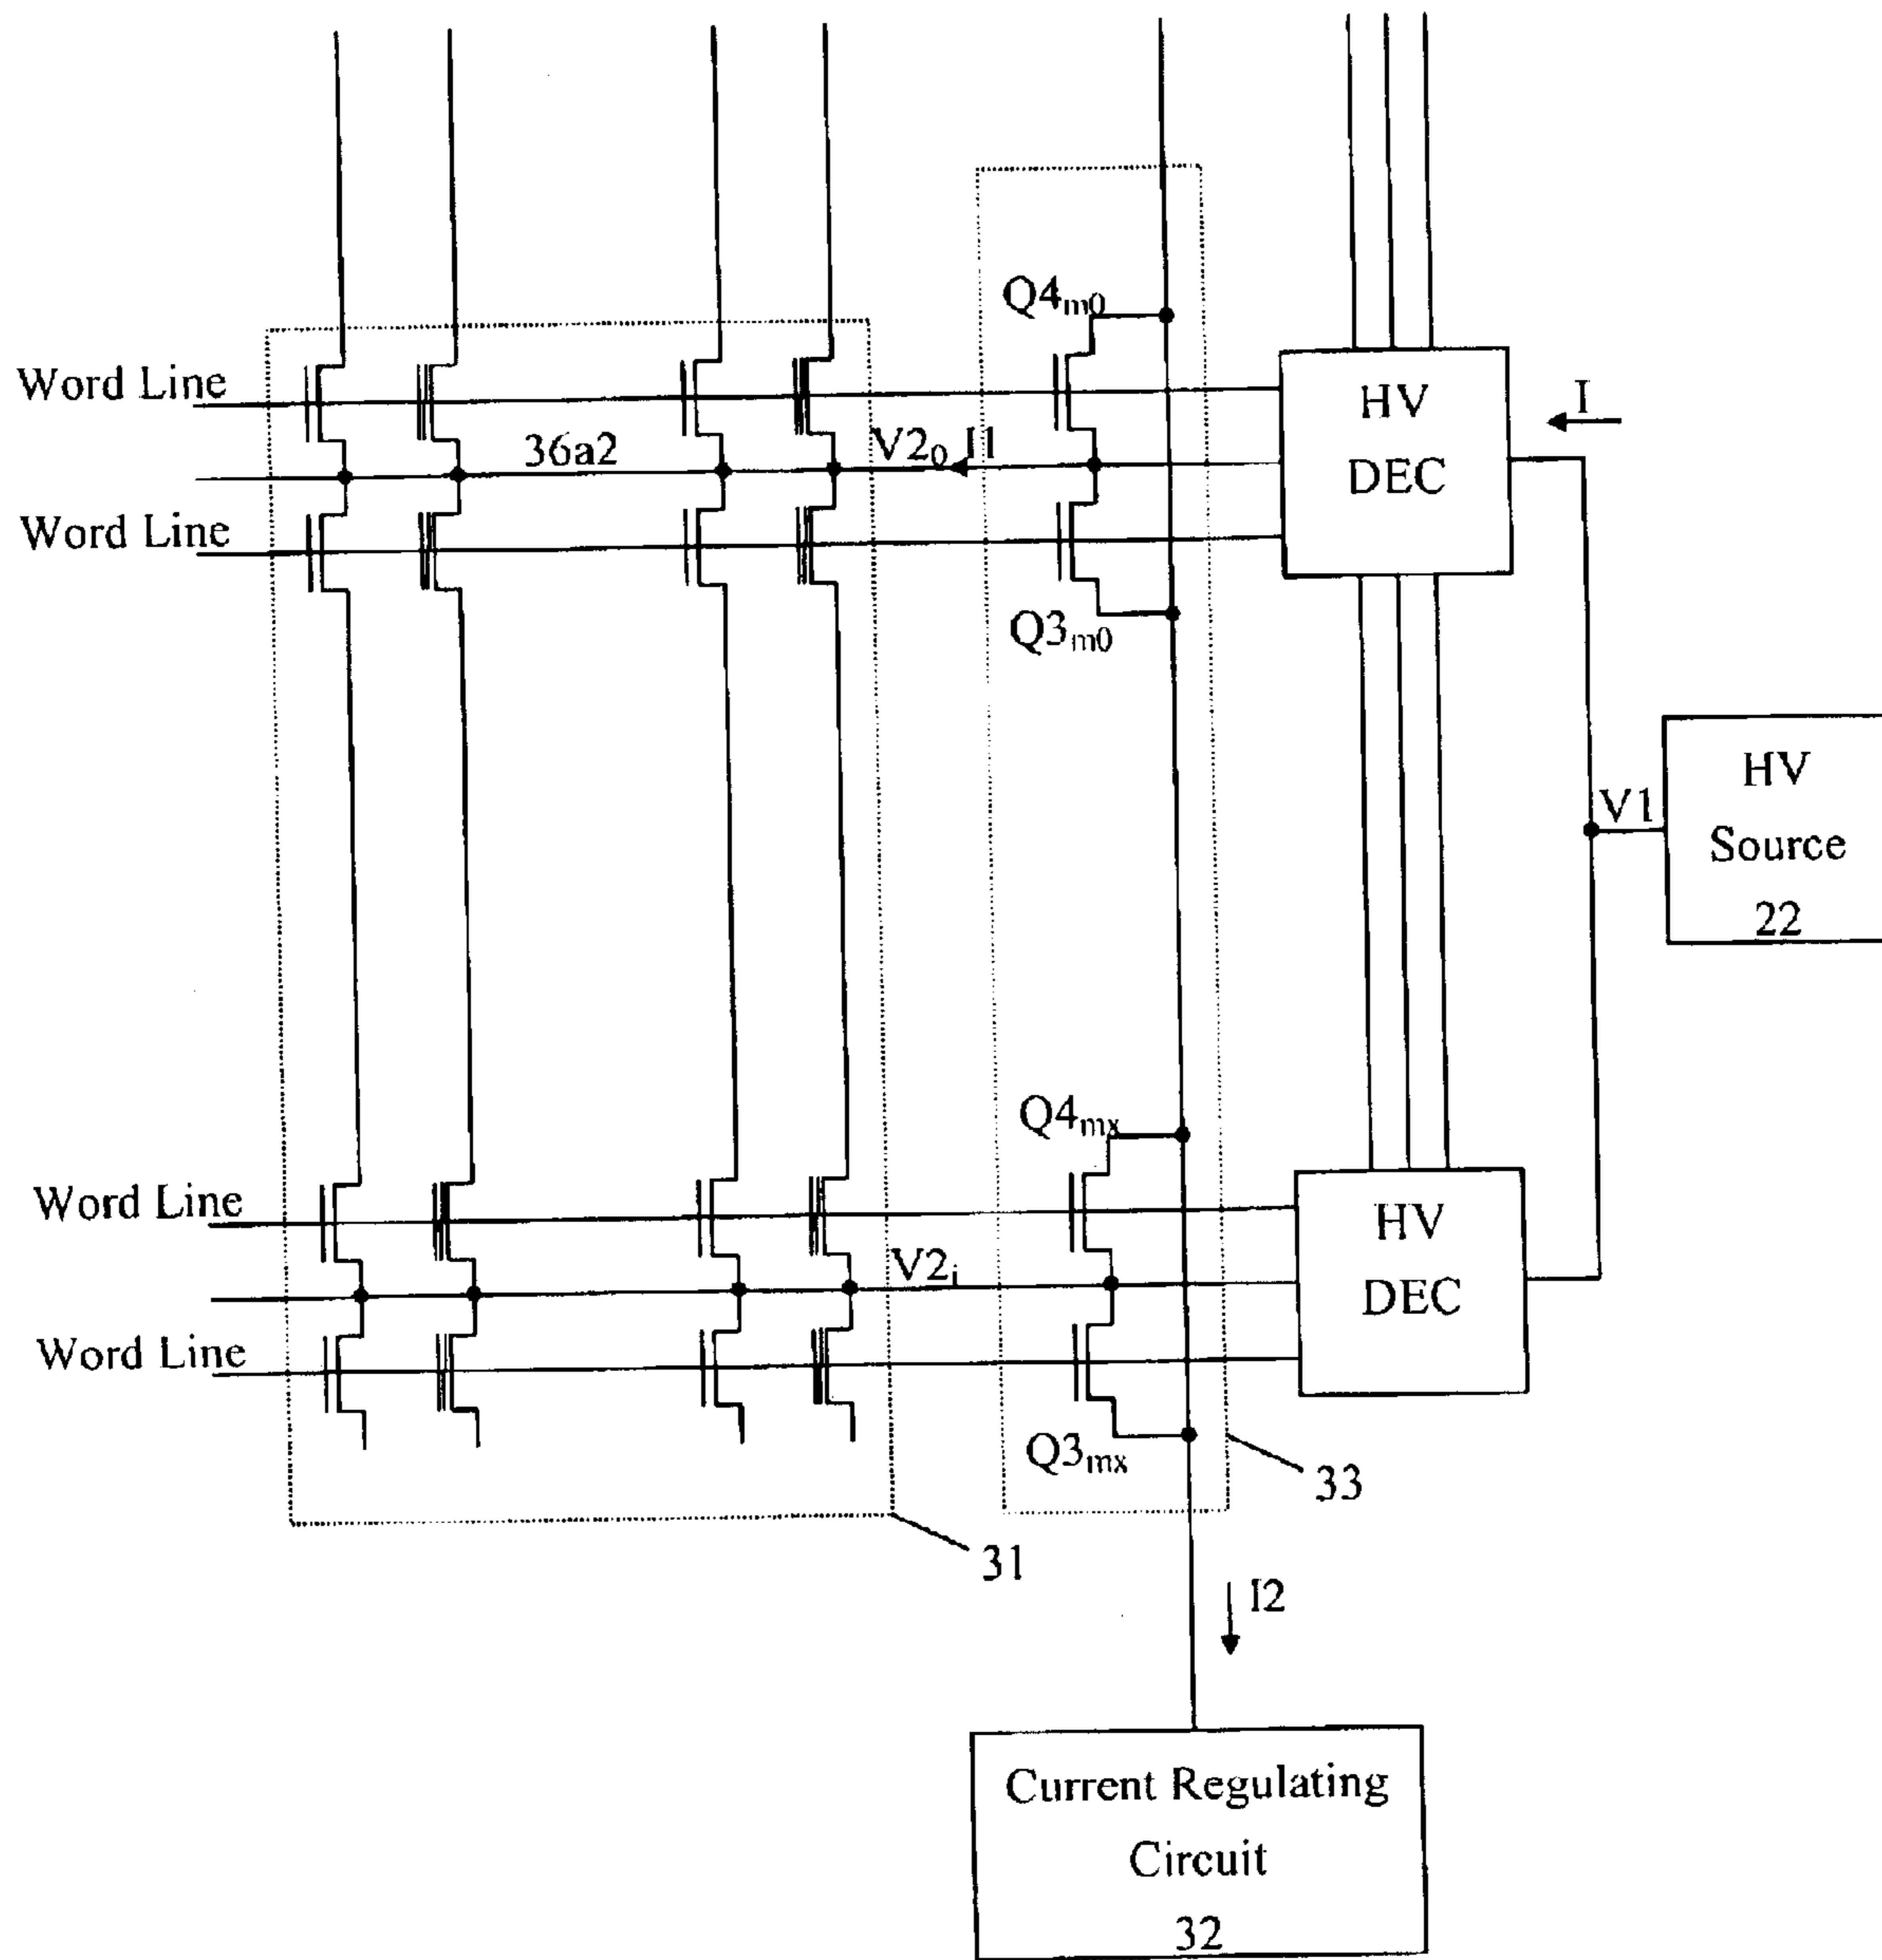 Q4m0
Word Line
HV
DEC
I
36a2
V20 I1
Word Line
Q3m0
HV
Source
22
V1
Q4mx
Word Line
HV
DEC
V2i
Word Line
Q3mx
33
31
I2
Current Regulating
Circuit
32